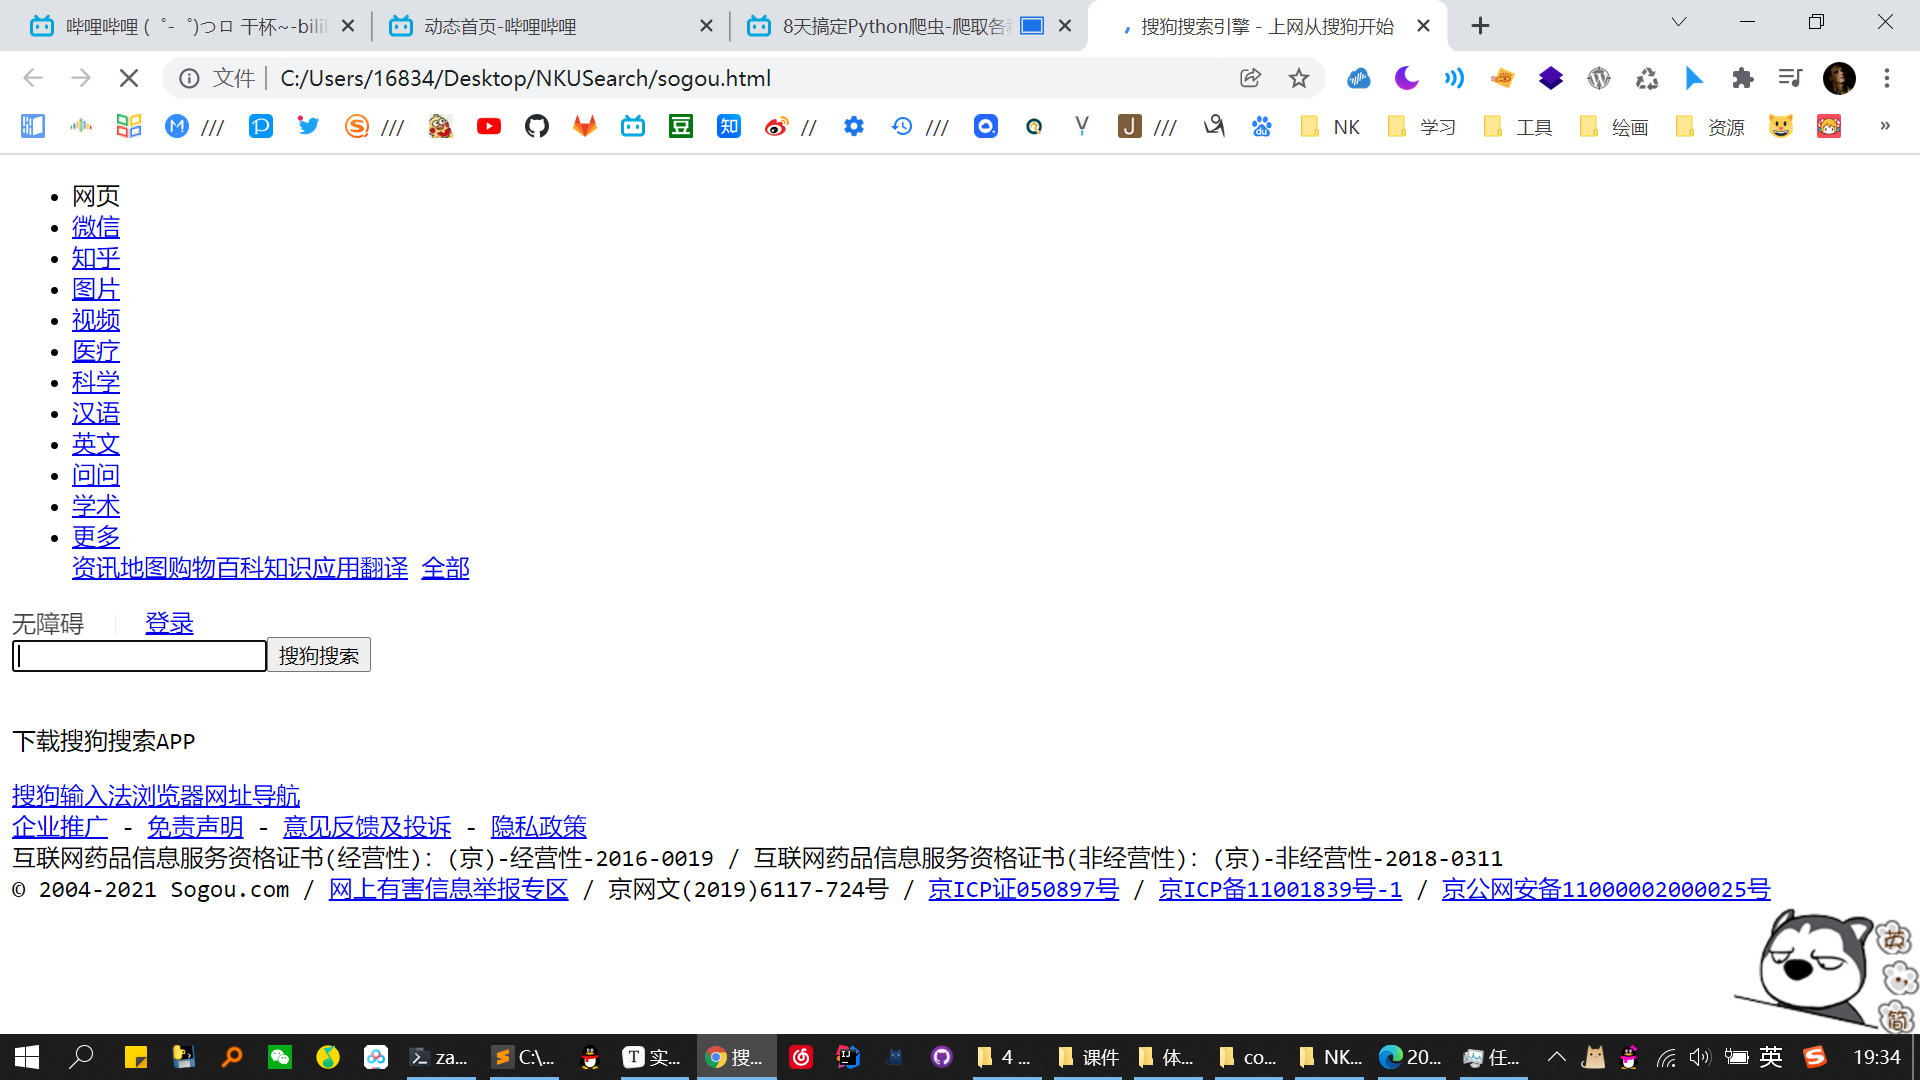 哔哩哔哩 (゜-゜)つロ 干杯~-bili
动态首页-哔哩哔哩
8天搞定Python爬虫-爬取各
搜狗搜索引擎 - 上网从搜狗开始
文件 | C:/Users/16834/Desktop/NKUSearch/sogou.html
/// /// // /// /// NK 学习 工具 绘画 资源 »
网页
微信
知乎
图片
视频
医疗
科学
汉语
英文
问问
学术
更多
资讯地图购物百科知识应用翻译 全部
无障碍 登录
搜狗搜索
下载搜狗搜索APP
搜狗输入法浏览器网址导航
企业推广 - 免责声明 - 意见反馈及投诉 - 隐私政策
互联网药品信息服务资格证书(经营性)：(京)-经营性-2016-0019 / 互联网药品信息服务资格证书(非经营性)：(京)-非经营性-2018-0311
© 2004-2021 Sogou.com / 网上有害信息举报专区 / 京网文(2019)6117-724号 / 京ICP证050897号 / 京ICP备11001839号-1 / 京公网安备11000002000025号
英
简
za... C:\... 实... 搜... 4 ... 课件 体... co... NK... 20... 任... 英 19:34